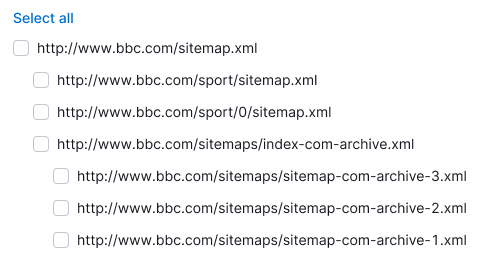 Select all
http://www.bbc.com/sitemap.xml
http://www.bbc.com/sport/sitemap.xml
http://www.bbc.com/sport/0/sitemap.xml
http://www.bbc.com/sitemaps/index-com-archive.xml
http://www.bbc.com/sitemaps/sitemap-com-archive-3.xml
http://www.bbc.com/sitemaps/sitemap-com-archive-2.xml
http://www.bbc.com/sitemaps/sitemap-com-archive-1.xml